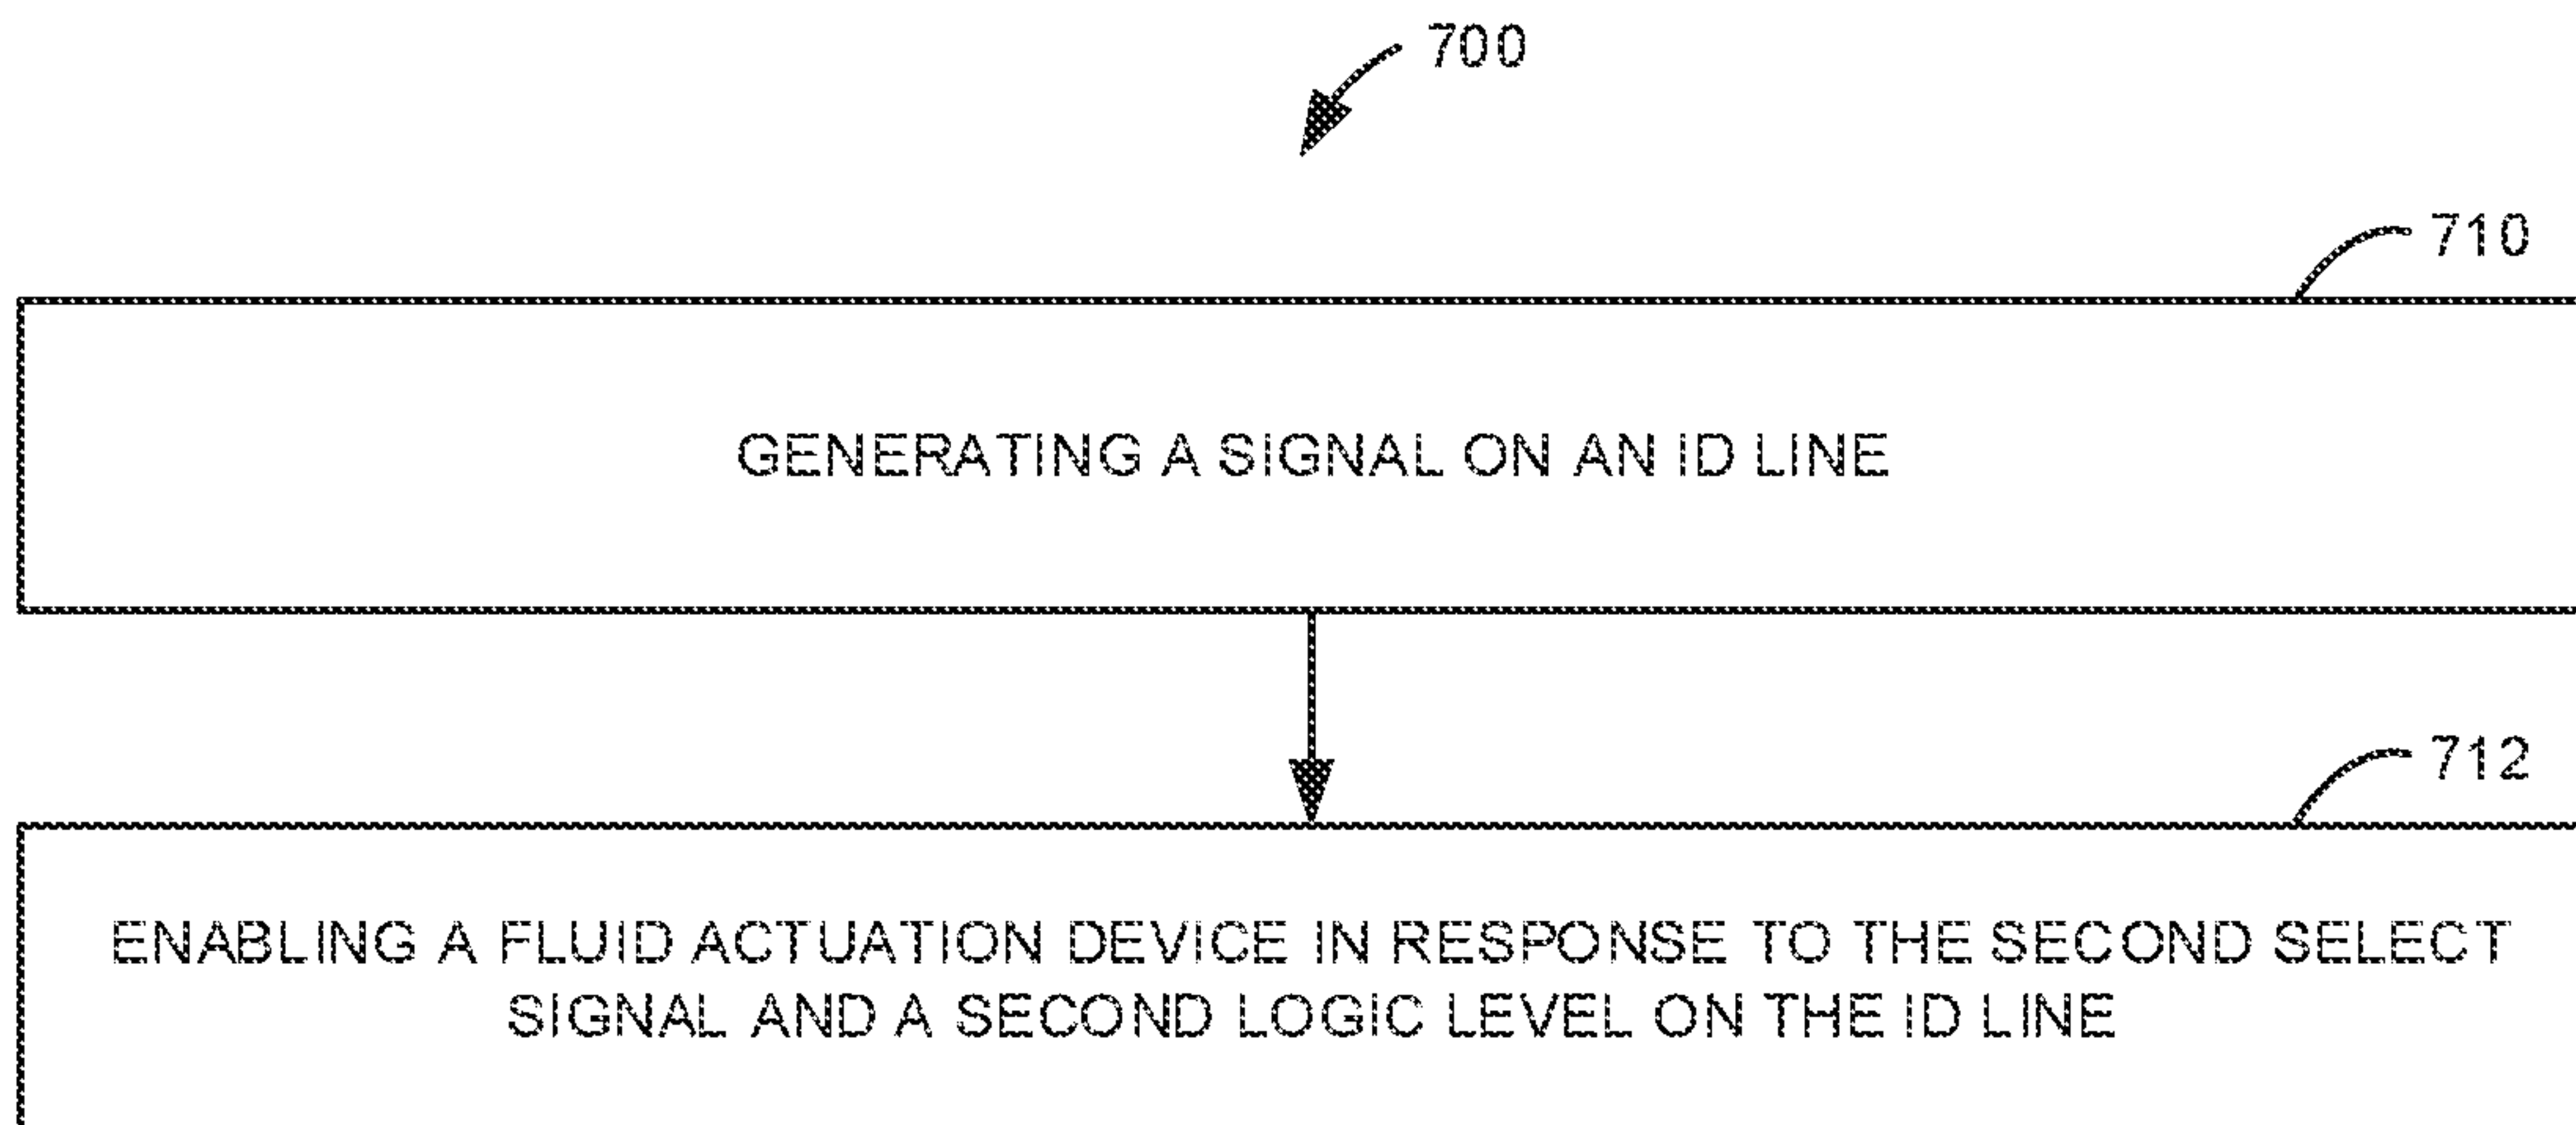 700
710
GENERATING A SIGNAL ON AN ID LINE
712
ENABLING A FLUID ACTUATION DEVICE IN RESPONSE TO THE SECOND SELECT
SIGNAL AND A SECOND LOGIC LEVEL ON THE ID LINE